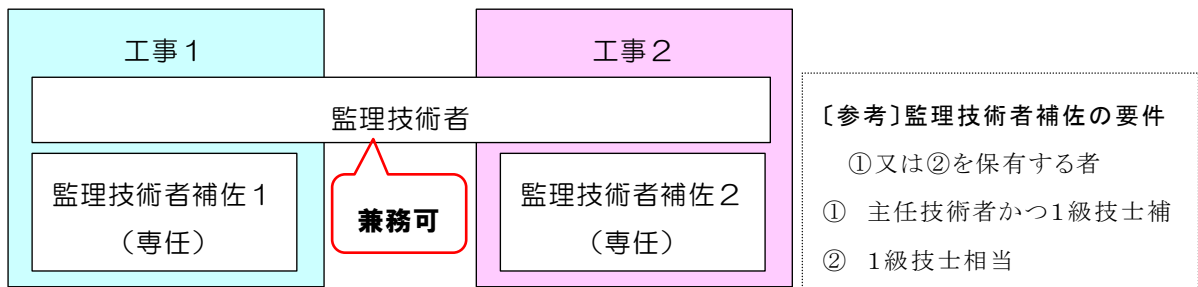 工事１
工事２
監理技術者
監理技術者補佐１
（専任）
兼務可
監理技術者補佐２
（専任）
〔参考〕監理技術者補佐の要件
①又は②を保有する者
① 主任技術者かつ1級技士補
② 1級技士相当